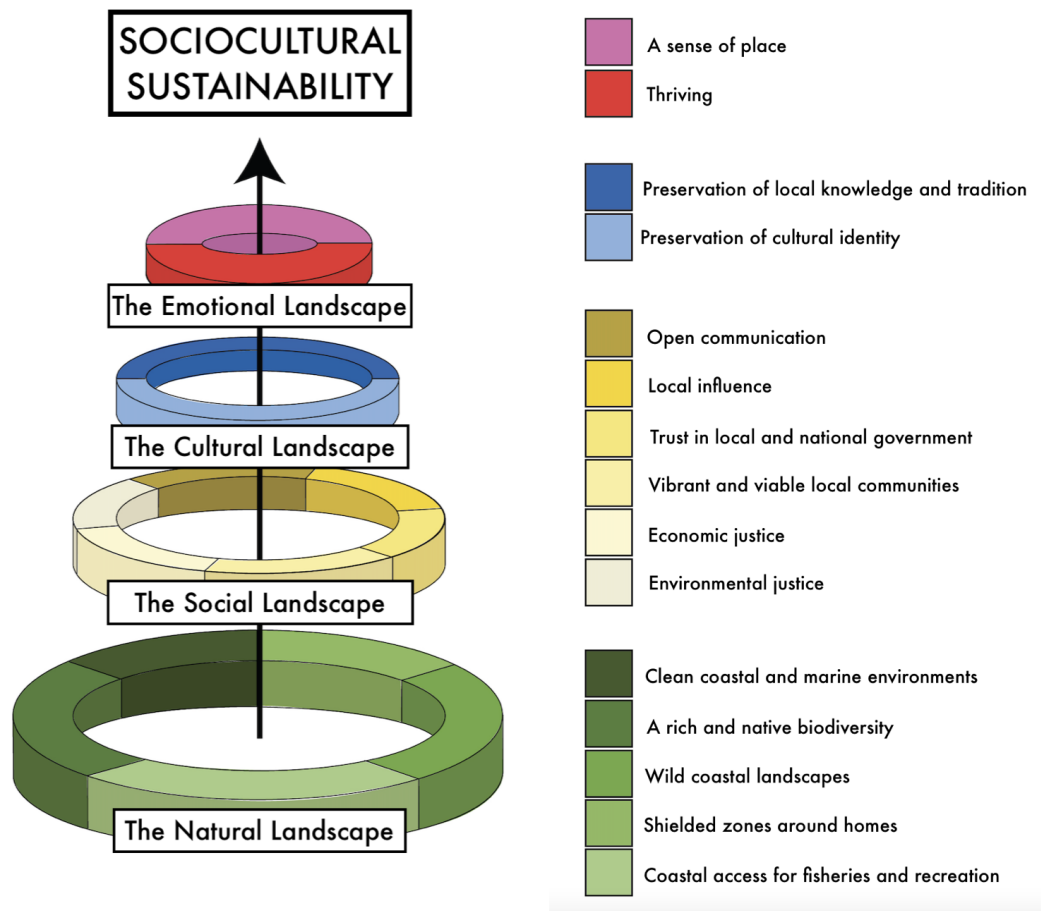 SOCIOCULTURAL
SUSTAINABILITY
The Emotional Landscape
The Cultural Landscape
The Social Landscape
The Natural Landscape
A sense of place
Thriving
Preservation of local knowledge and tradition
Preservation of cultural identity
Open communication
Local influence
Trust in local and national government
Vibrant and viable local communities
Economic justice
Environmental justice
Clean coastal and marine environments
A rich and native biodiversity
Wild coastal landscapes
Shielded zones around homes
Coastal access for fisheries and recreation